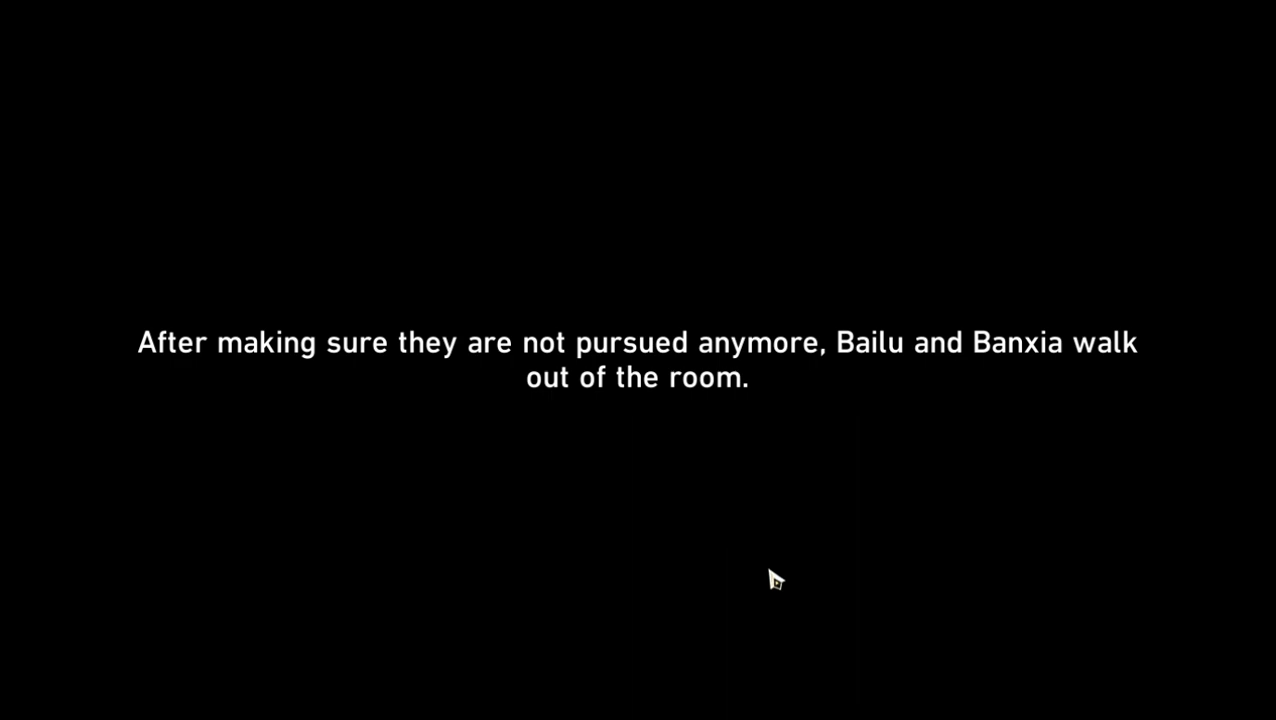 After making sure they are not pursued anymore, Bailu and Banxia walk
out of the room.